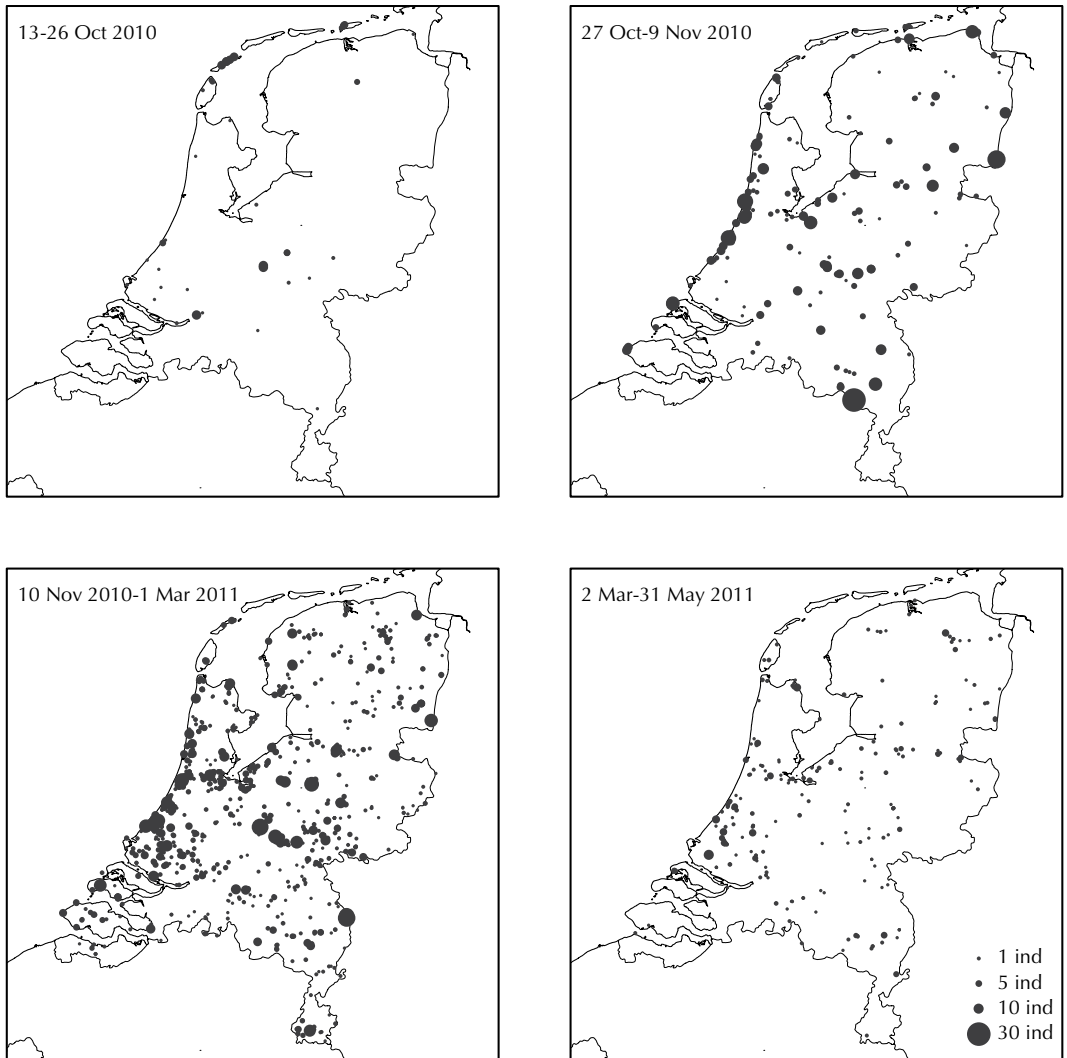 13-26 Oct 2010
27 Oct-9 Nov 2010
10 Nov 2010-1 Mar 2011
2 Mar-31 May 2011
1 ind
5 ind
10 ind
30 ind